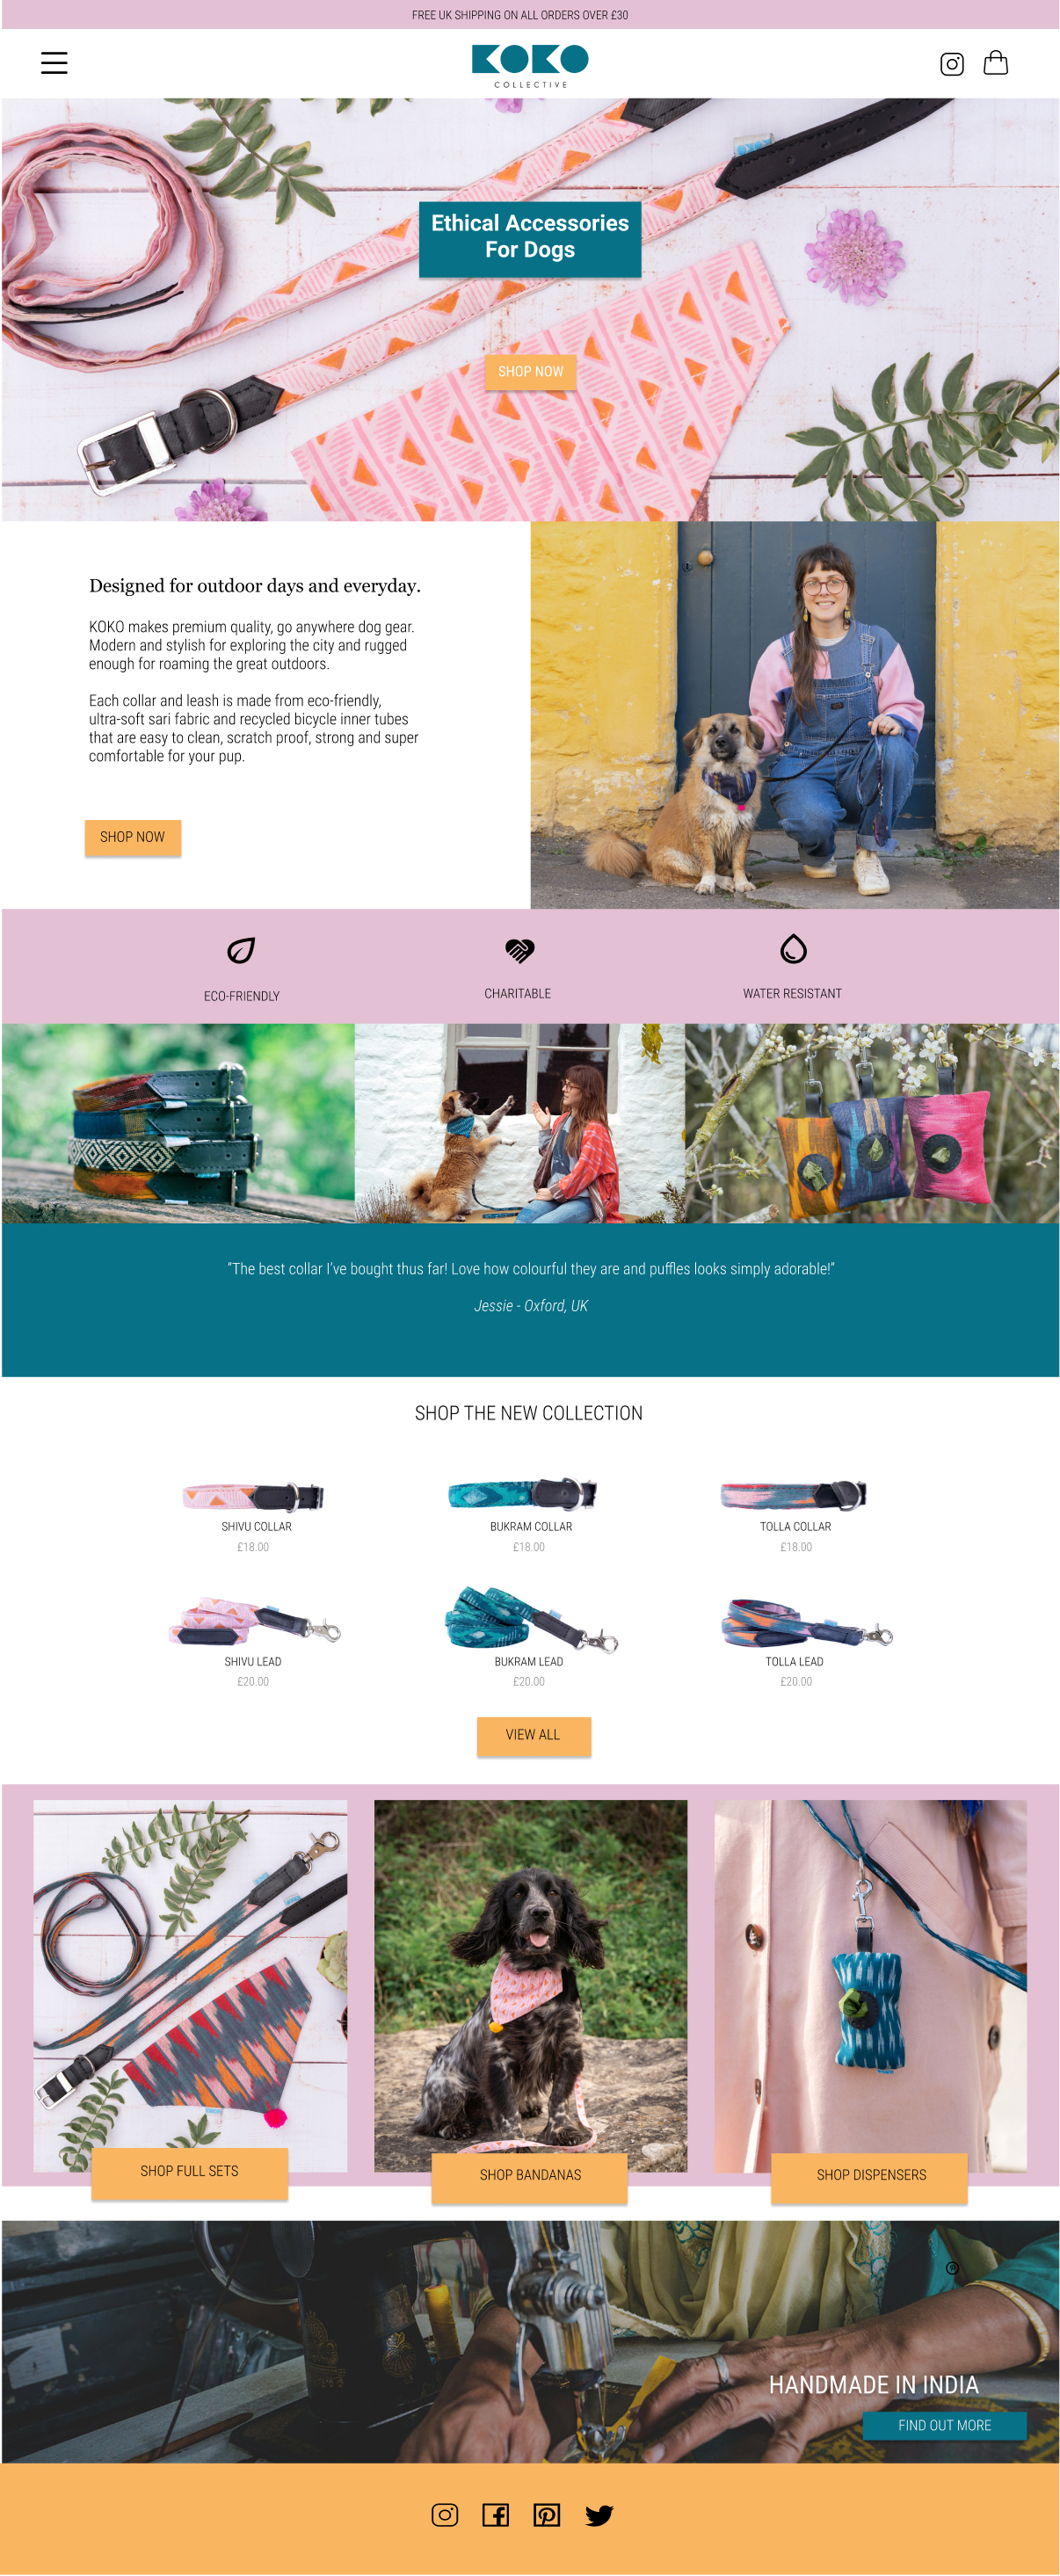 FREE UK SHIPPING ON ALL ORDERS OVER £30
KOKO
COLLECTIVE
Ethical Accessories
For Dogs
SHOP NOW
Designed for outdoor days and everyday.
KOKO makes premium quality, go anywhere dog gear.
Modern and stylish for exploring the city and rugged
enough for roaming the great outdoors.
Each collar and leash is made from eco-friendly,
ultra-soft sari fabric and recycled bicycle inner tubes
that are easy to clean, scratch proof, strong and super
comfortable for your pup.
SHOP NOW
ECO-FRIENDLY
CHARITABLE
WATER RESISTANT
"The best collar I've bought thus far! Love how colourful they are and puffles looks simply adorable!"
Jessie - Oxford, UK
SHOP THE NEW COLLECTION
SHIVU COLLAR
£18.00
BUKRAM COLLAR
£18.00
TOLLA COLLAR
£18.00
SHIVU LEAD
£20.00
BUKRAM LEAD
£20.00
TOLLA LEAD
£20.00
VIEW ALL
SHOP FULL SETS
SHOP BANDANAS
SHOP DISPENSERS
HANDMADE IN INDIA
FIND OUT MORE